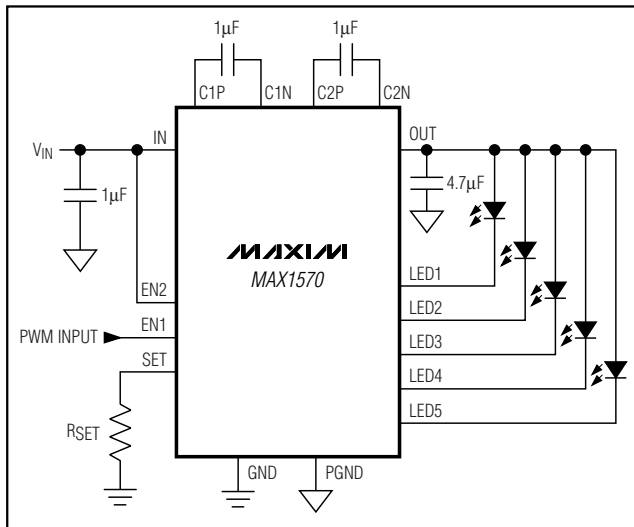 1μF
1μF
C1P
C1N
C2P
C2N
IN
OUT
VIN
1μF
4.7μF
MAXIM
MAX1570
LED1
EN2
LED2
EN1
PWM INPUT
LED3
SET
LED4
RSET
LED5
GND
PGND